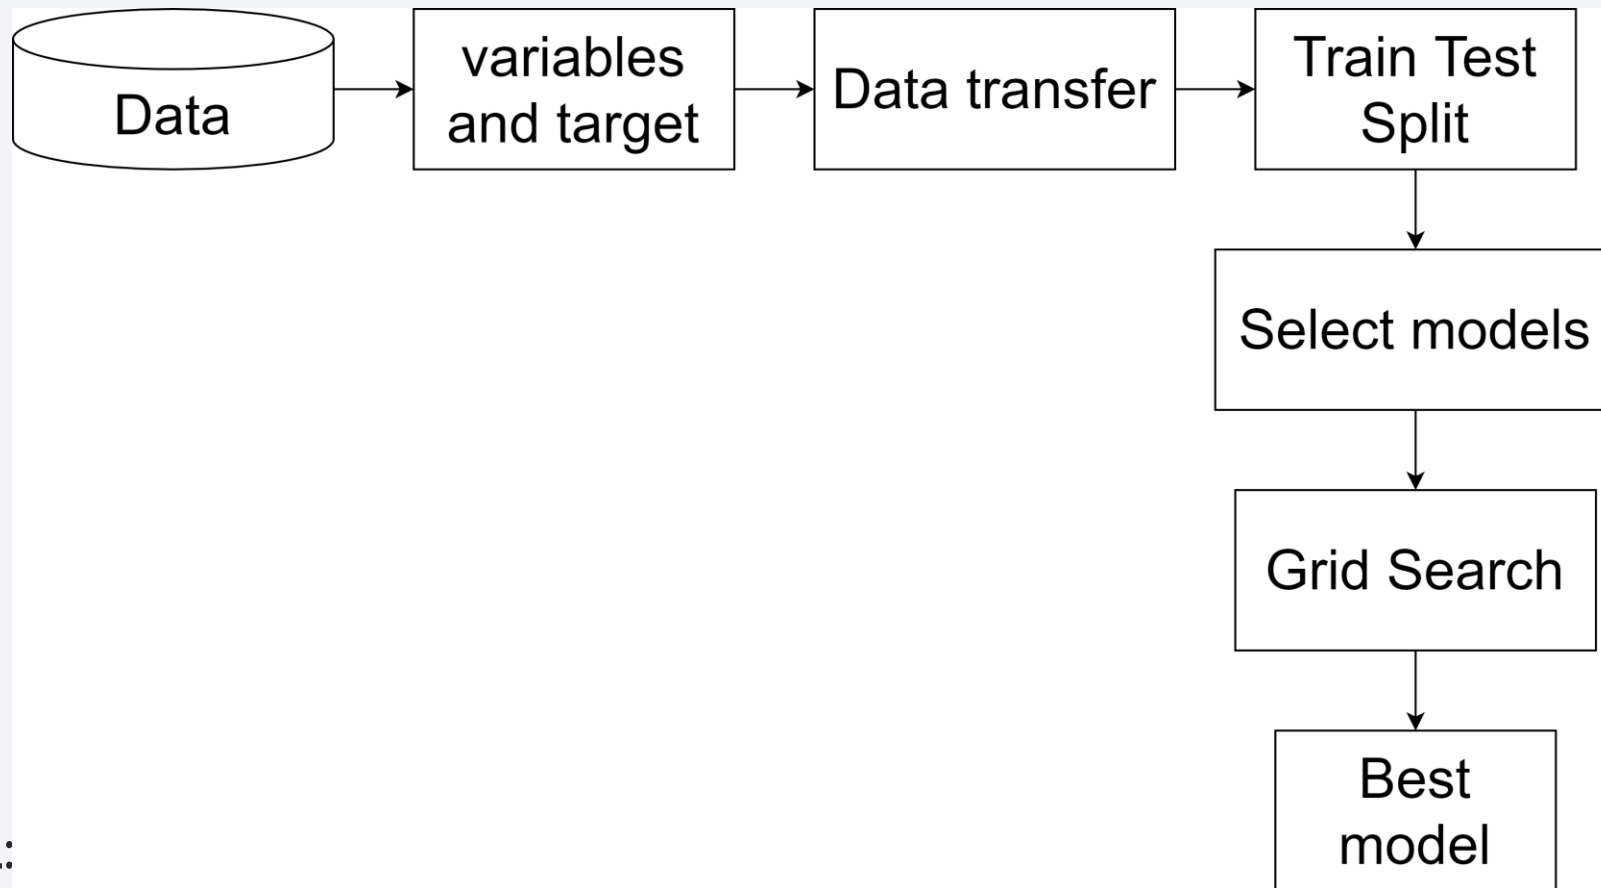 Data
variables
and target
Data transfer
Train Test
Split
Select models
Grid Search
Best
model